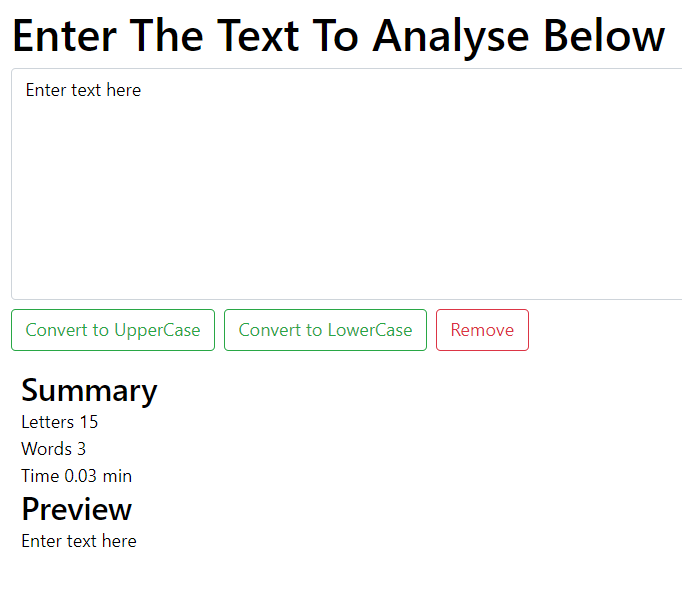 Enter The Text To Analyse Below
Enter text here
Convert to UpperCase Convert to LowerCase Remove
Summary
Letters 15
Words 3
Time 0.03 min
Preview
Enter text here